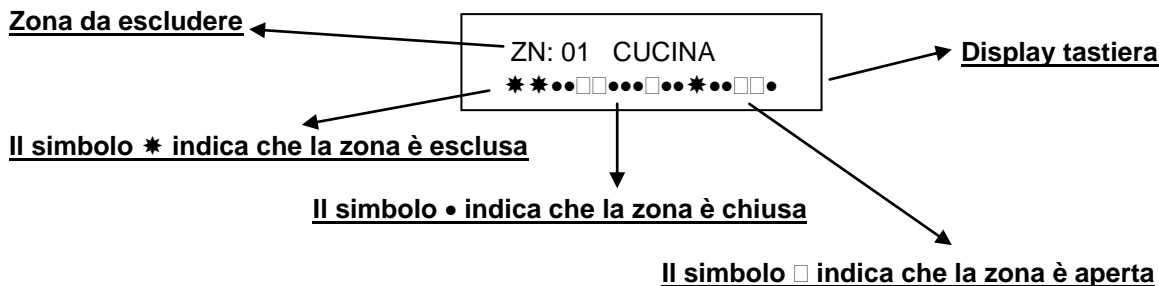 Zona da escludere
ZN: 01 CUCINA
Display tastiera
✷✷••□□•••□••✷••□□•
Il simbolo ✷ indica che la zona è esclusa
Il simbolo • indica che la zona è chiusa
Il simbolo □ indica che la zona è aperta